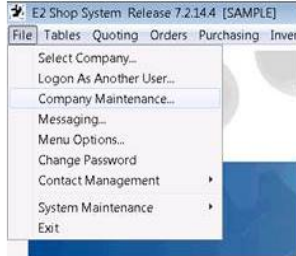 E2 Shop System Release 7.2.14.4 [SAMPLE]
File Tables Quoting Orders Purchasing
Select Company...
Logon As Another User...
Company Maintenance...
Messaging...
Menu Options...
Change Password
Contact Management
System Maintenance
Exit